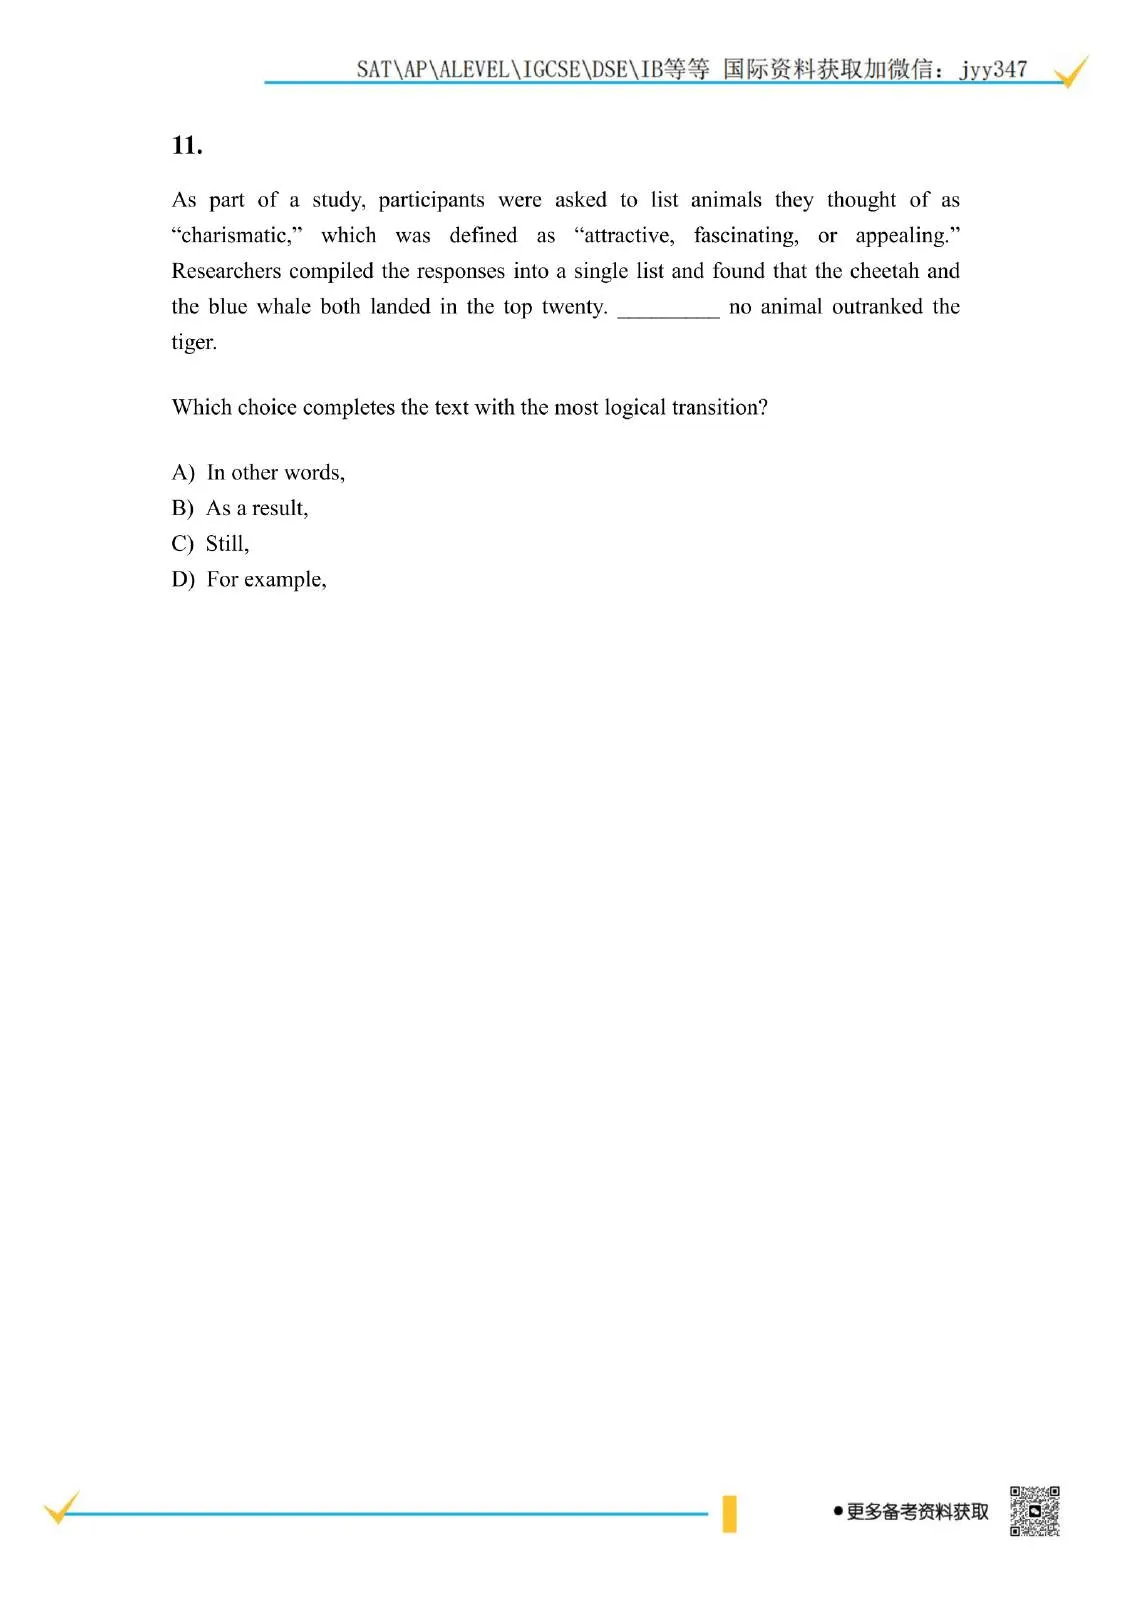 SAT\AP\ALEVEL\IGCSE\DSE\IB等等 国际资料获取加微信：jyy347
11.
As part of a study, participants were asked to list animals they thought of as
“charismatic,” which was defined as “attractive, fascinating, or appealing.”
Researchers compiled the responses into a single list and found that the cheetah and
the blue whale both landed in the top twenty. _________ no animal outranked the
tiger.
Which choice completes the text with the most logical transition?
A) In other words,
B) As a result,
C) Still,
D) For example,
●更多备考资料获取